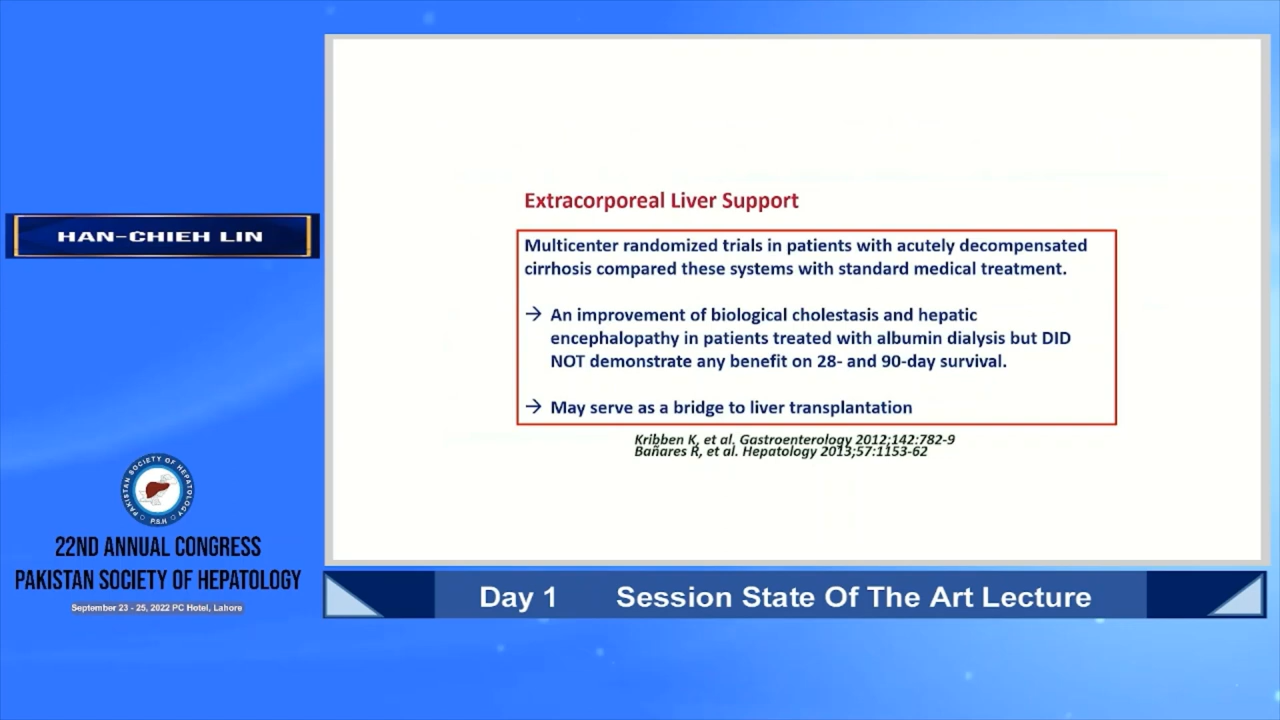 HAN-CHIEH LIN
PAKISTAN SOCIETY OF HEPATOLOGY
P.S.H
22ND ANNUAL CONGRESS
PAKISTAN SOCIETY OF HEPATOLOGY
September 23 - 25, 2022 PC Hotel, Lahore
Extracorporeal Liver Support
Multicenter randomized trials in patients with acutely decompensated
cirrhosis compared these systems with standard medical treatment.
→ An improvement of biological cholestasis and hepatic
encephalopathy in patients treated with albumin dialysis but DID
NOT demonstrate any benefit on 28- and 90-day survival.
→ May serve as a bridge to liver transplantation
Kribben K, et al. Gastroenterology 2012;142:782-9
Bañares R, et al. Hepatology 2013;57:1153-62
Day 1 Session State Of The Art Lecture